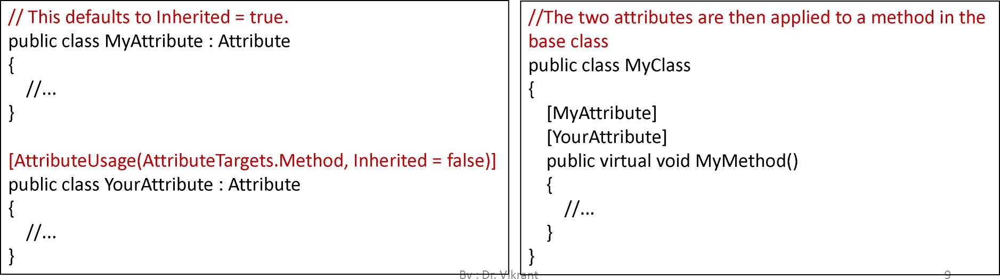 // This defaults to Inherited = true.
public class MyAttribute : Attribute
{
//...
}
[AttributeUsage(AttributeTargets.Method, Inherited = false)]
public class YourAttribute : Attribute
{
//...
}
//The two attributes are then applied to a method in the
base class
public class MyClass
{
[MyAttribute]
[YourAttribute]
public virtual void MyMethod()
{
//...
}
}
By : Dr. Vikrant
9